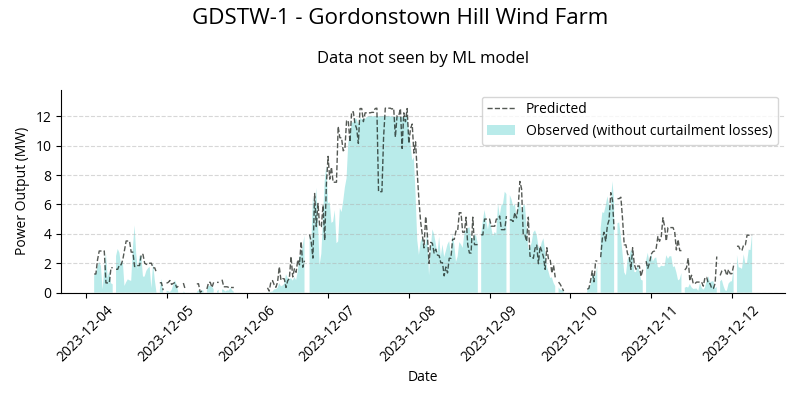 GDSTW-1 - Gordonstown Hill Wind Farm
Data not seen by ML model
Predicted
Observed (without curtailment losses)
Power Output (MW)
12
10
8
6
4
2
0
2023-12-04
2023-12-05
2023-12-06
2023-12-07
2023-12-08
2023-12-09
2023-12-10
2023-12-11
2023-12-12
Date